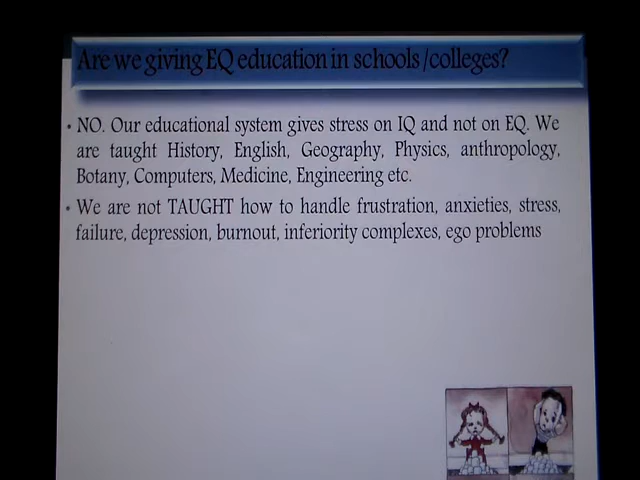 Are we giving EQ education in schools /colleges?
• NO. Our educational system gives stress on IQ and not on EQ. We
are taught History, English, Geography, Physics, anthropology,
Botany, Computers, Medicine, Engineering etc.
• We are not TAUGHT how to handle frustration, anxieties, stress,
failure, depression, burnout, inferiority complexes, ego problems